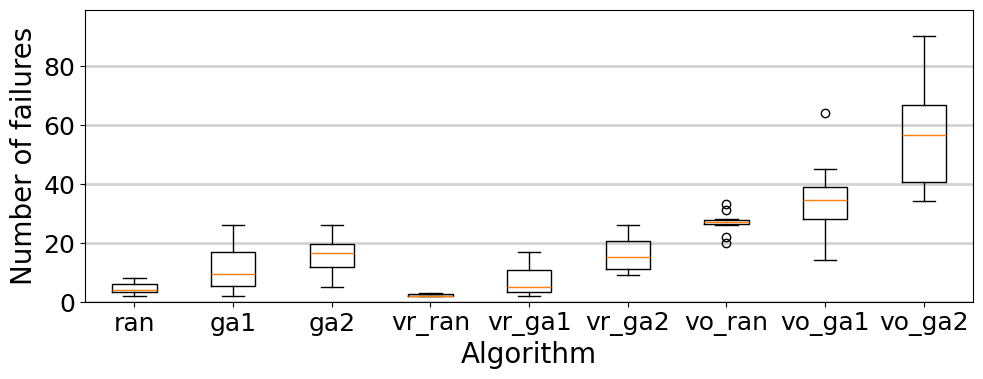 Number of failures
80
60
40
20
0
ran ga1 ga2 vr_ran vr_ga1 vr_ga2 vo_ran vo_ga1 vo_ga2
Algorithm